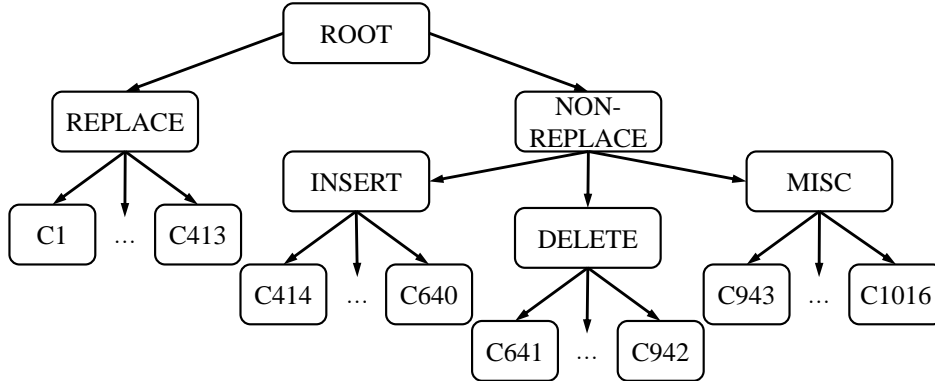 ROOT
REPLACE
NON-
REPLACE
INSERT
MISC
C1
...
C413
DELETE
C414
...
C640
C943
...
C1016
C641
...
C942